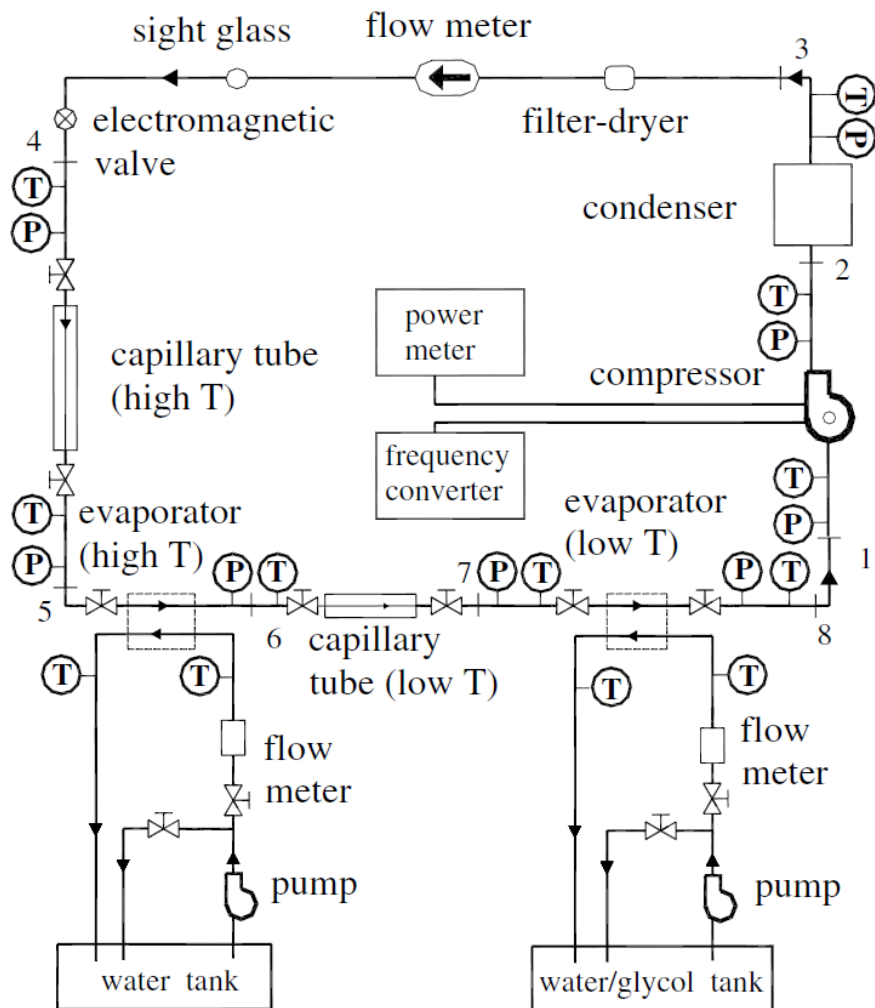 sight glass
flow meter
3
T
P
electromagnetic
valve
filter-dryer
4
T
P
condenser
2
T
P
power
meter
compressor
capillary tube
(high T)
frequency
converter
T
P
evaporator
(high T)
evaporator
(low T)
T
P
1
P
T
7
P
T
P
T
5
6
8
capillary
tube (low T)
T
T
T
T
flow
meter
flow
meter
pump
pump
water tank
water/glycol tank